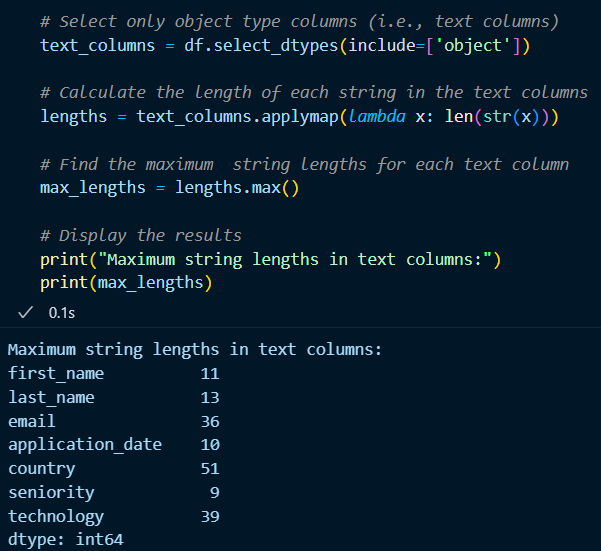 # Select only object type columns (i.e., text columns)
text_columns = df.select_dtypes(include=['object'])
# Calculate the length of each string in the text columns
lengths = text_columns.applymap(lambda x: len(str(x)))
# Find the maximum  string lengths for each text column
max_lengths = lengths.max()
# Display the results
print("Maximum string lengths in text columns:")
print(max_lengths)
0.1s
Maximum string lengths in text columns:
first_name          11
last_name           13
email               36
application_date    10
country             51
seniority            9
technology          39
dtype: int64